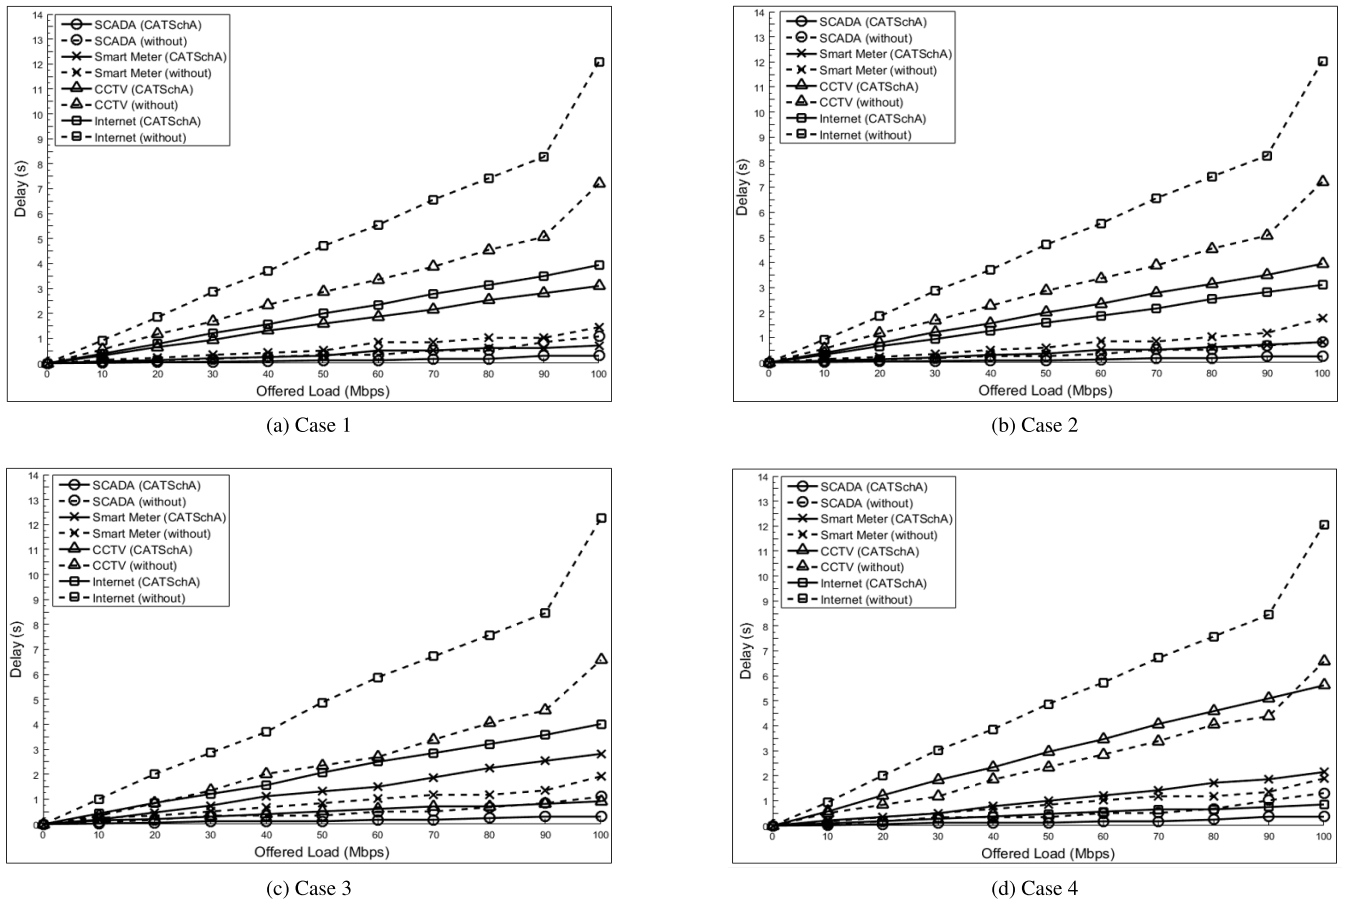 SCADA (CATSchA)
SCADA (without)
Smart Meter (CATSchA)
Smart Meter (without)
CCTV (CATSchA)
CCTV (without)
Internet (CATSchA)
Internet (without)
14
13
12
11
10
9
8
7
6
5
4
3
2
1
0
Delay (s)
0 10 20 30 40 50 60 70 80 90 100
Offered Load (Mbps)
(a) Case 1
SCADA (CATSchA)
SCADA (without)
Smart Meter (CATSchA)
Smart Meter (without)
CCTV (CATSchA)
CCTV (without)
Internet (CATSchA)
Internet (without)
14
13
12
11
10
9
8
7
6
5
4
3
2
1
0
Delay (s)
0 10 20 30 40 50 60 70 80 90 100
Offered Load (Mbps)
(b) Case 2
SCADA (CATSchA)
SCADA (without)
Smart Meter (CATSchA)
Smart Meter (without)
CCTV (CATSchA)
CCTV (without)
Internet (CATSchA)
Internet (without)
14
13
12
11
10
9
8
7
6
5
4
3
2
1
0
Delay (s)
0 10 20 30 40 50 60 70 80 90 100
Offered Load (Mbps)
(c) Case 3
SCADA (CATSchA)
SCADA (without)
Smart Meter (CATSchA)
Smart Meter (without)
CCTV (CATSchA)
CCTV (without)
Internet (CATSchA)
Internet (without)
14
13
12
11
10
9
8
7
6
5
4
3
2
1
0
Delay (s)
0 10 20 30 40 50 60 70 80 90 100
Offered Load (Mbps)
(d) Case 4